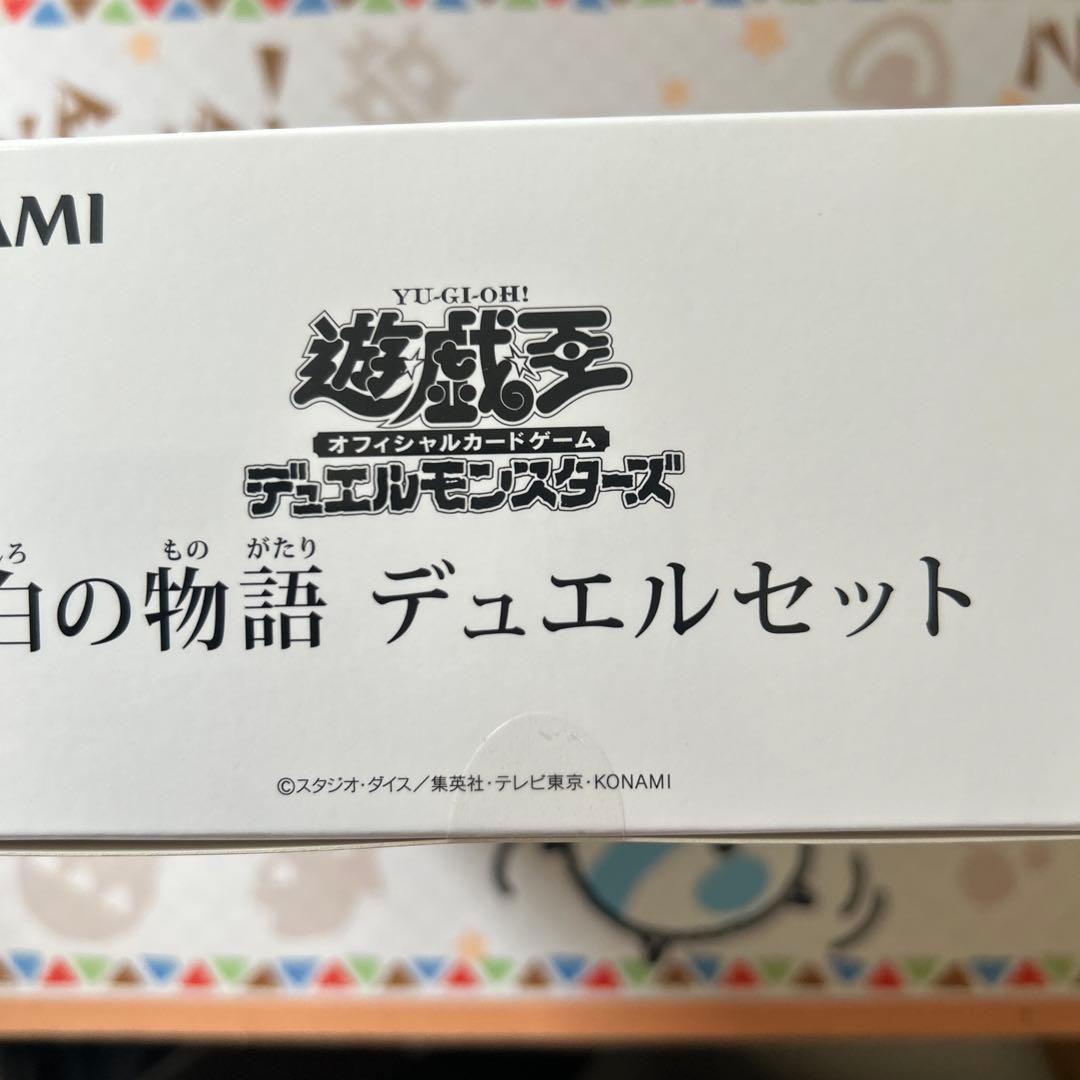 AMI
YU-GI-OH!
遊戯王
オフィシャルカードゲーム
デュエルモンスターズ
ろ もの がたり
白の物語 デュエルセット
©スタジオ・ダイス/集英社・テレビ東京・KONAMI